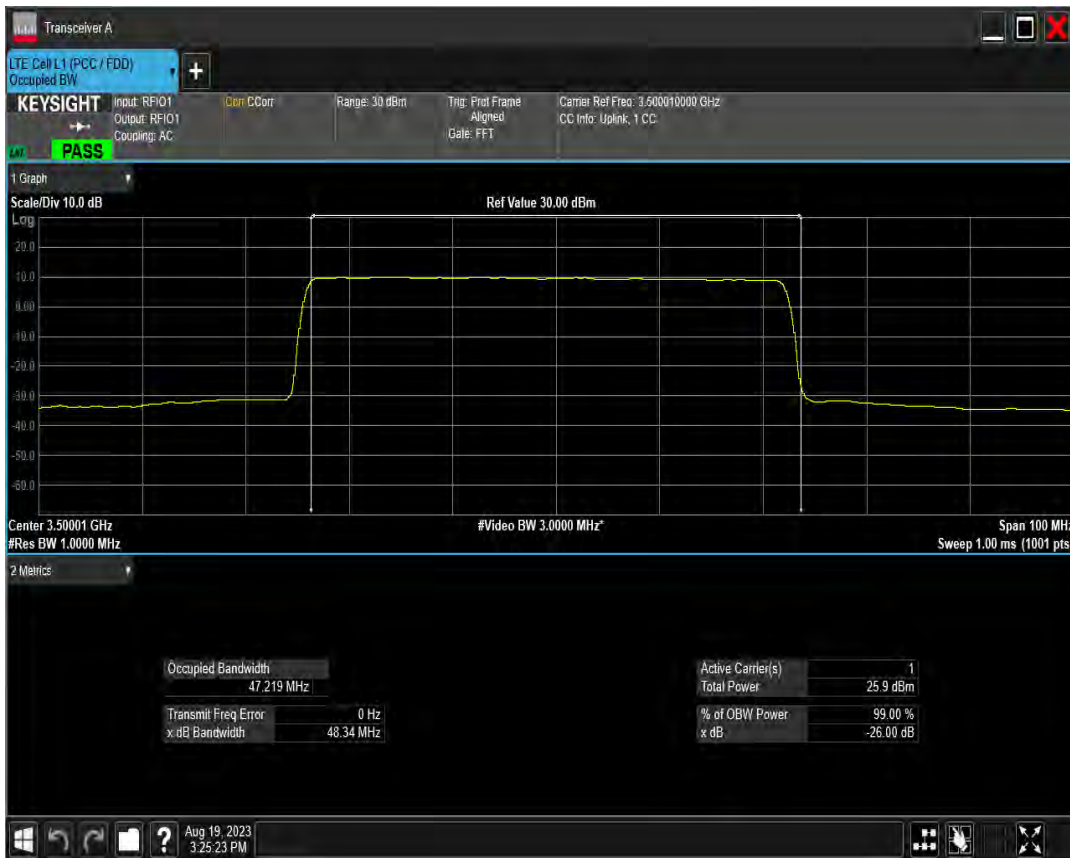 Transceiver A
LTE Cell L1 (PCC / FDD)
Occupied BW
+
KEYSIGHT
Input: RFIO1
Output: RFIO1
Coupling: AC
PASS
Corr CCorr
Range: 30 dBm
Trig: Prot Frame
Aligned
Gate: FFT
Carrier Ref Freq: 3.500010000 GHz
CC Info: Uplink, 1 CC
1 Graph
Scale/Div 10.0 dB
Ref Value 30.00 dBm
Log
20.0
10.0
0.00
-10.0
-20.0
-30.0
-40.0
-50.0
-60.0
Center 3.50001 GHz
#Video BW 3.0000 MHz*
Span 100 MHz
#Res BW 1.0000 MHz
Sweep 1.00 ms (1001 pts
2 Metrics
Occupied Bandwidth
47.219 MHz
Transmit Freq Error 0 Hz
x dB Bandwidth 48.34 MHz
Active Carrier(s) 1
Total Power 25.9 dBm
% of OBW Power 99.00 %
x dB -26.00 dB
?
Aug 19, 2023
3:25:23 PM